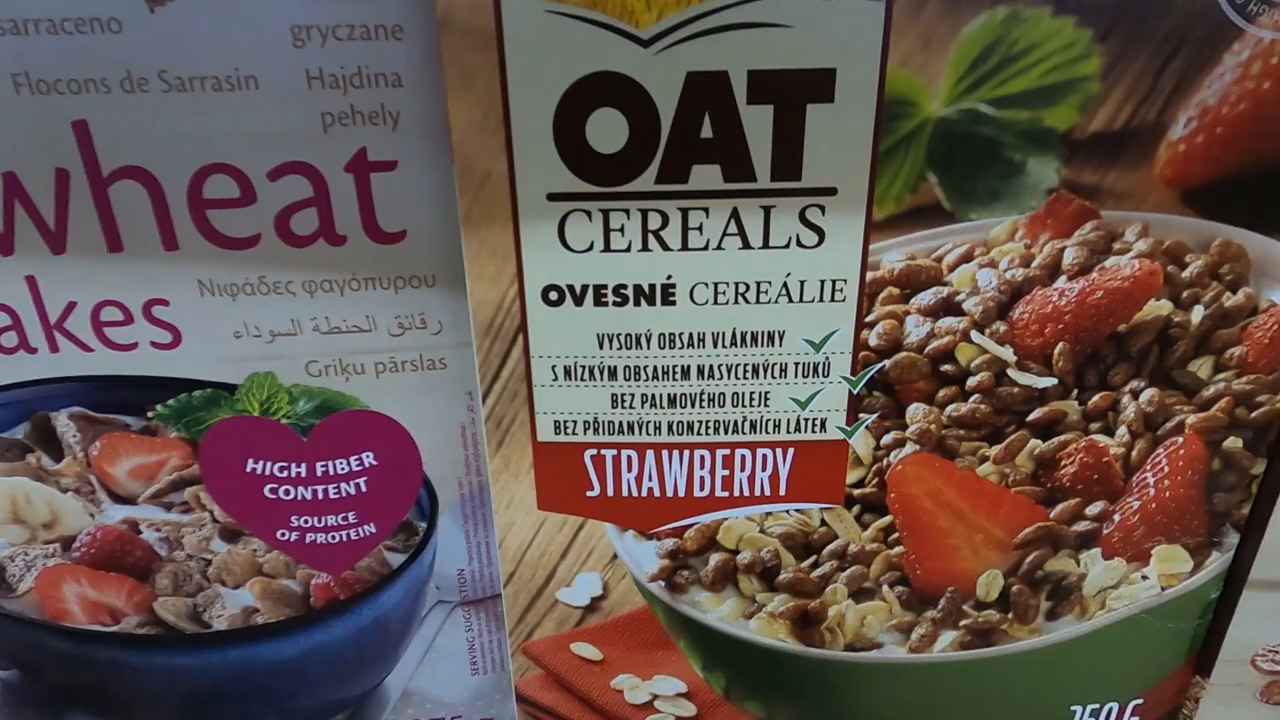 sarraceno
gryczane
Flocons de Sarrasin
Hajdina
pehely
wheat
akes
Νιφάδες φαγόπυρου
رقائق الحنطة السوداء
Griķu pārslas
HIGH FIBER
CONTENT
SOURCE
OF PROTEIN
SERVING SUGGESTION
OAT
CEREALS
OVESNÉ CEREÁLIE
VYSOKÝ OBSAH VLÁKNINY
S NÍZKÝM OBSAHEM NASYCENÝCH TUKŮ
BEZ PALMOVÉHO OLEJE
BEZ PŘIDANÝCH KONZERVAČNÍCH LÁTEK
STRAWBERRY